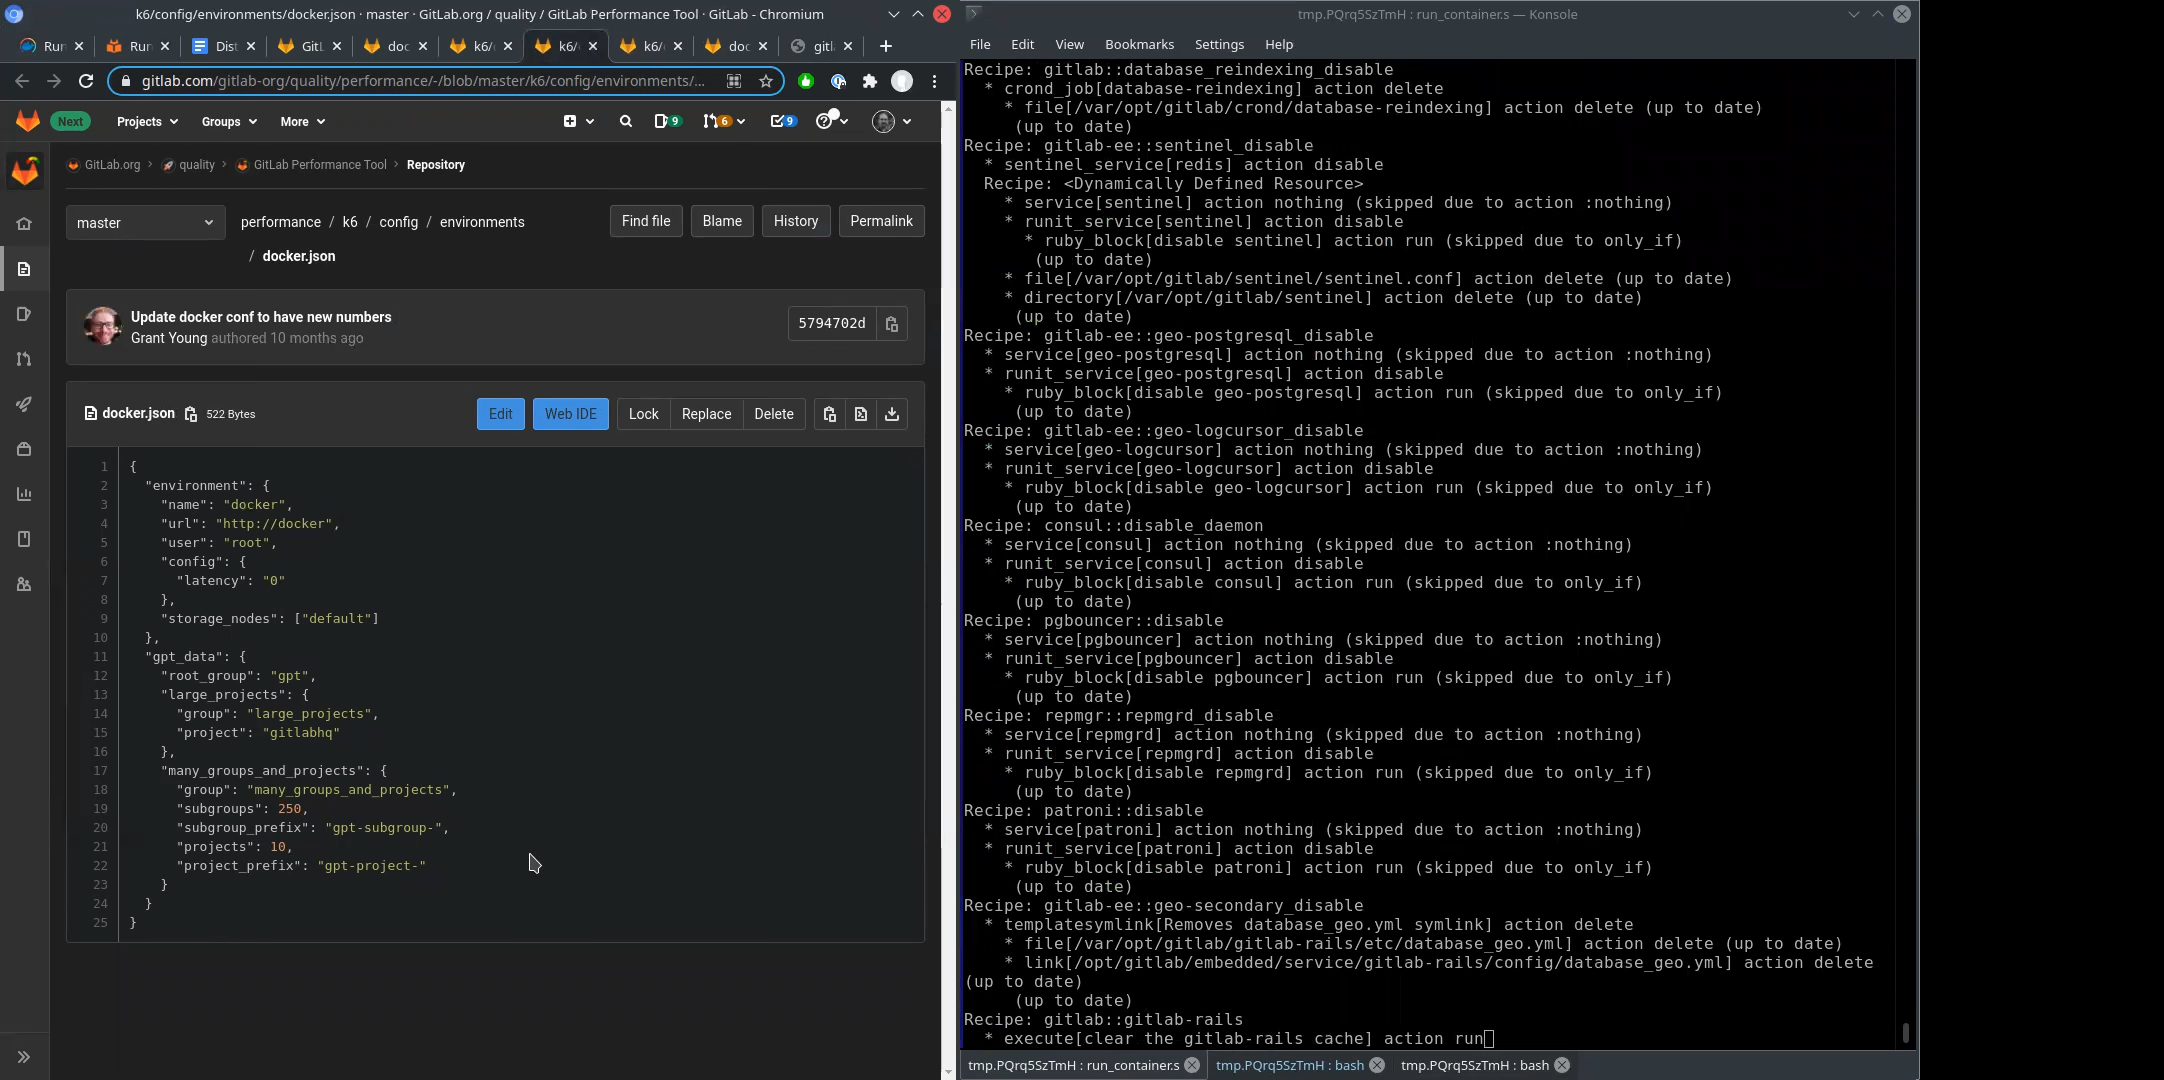 k6/config/environments/docker.json · master · GitLab.org / quality / GitLab Performance Tool · GitLab - Chromium
Run
Run
Dist
GitL
doc
k6/
k6/
k6/
doc
gitl
gitlab.com/gitlab-org/quality/performance/-/blob/master/k6/config/environments/...
Next
Projects
Groups
More
9
6
9
GitLab.org
quality
GitLab Performance Tool
Repository
master
performance / k6 / config / environments
/ docker.json
Find file
Blame
History
Permalink
Update docker conf to have new numbers
Grant Young authored 10 months ago
5794702d
docker.json
522 Bytes
Edit
Web IDE
Lock
Replace
Delete
1 {
2 "environment": {
3 "name": "docker",
4 "url": "http://docker",
5 "user": "root",
6 "config": {
7 "latency": "0"
8 },
9 "storage_nodes": ["default"]
10 },
11 "gpt_data": {
12 "root_group": "gpt",
13 "large_projects": {
14 "group": "large_projects",
15 "project": "gitlabhq"
16 },
17 "many_groups_and_projects": {
18 "group": "many_groups_and_projects",
19 "subgroups": 250,
20 "subgroup_prefix": "gpt-subgroup-",
21 "projects": 10,
22 "project_prefix": "gpt-project-"
23 }
24 }
25 }
tmp.PQrq5SzTmH : run_container.s — Konsole
File Edit View Bookmarks Settings Help
Recipe: gitlab::database_reindexing_disable
* crond_job[database-reindexing] action delete
* file[/var/opt/gitlab/crond/database-reindexing] action delete (up to date)
(up to date)
Recipe: gitlab-ee::sentinel_disable
* sentinel_service[redis] action disable
Recipe: <Dynamically Defined Resource>
* service[sentinel] action nothing (skipped due to action :nothing)
* runit_service[sentinel] action disable
* ruby_block[disable sentinel] action run (skipped due to only_if)
(up to date)
* file[/var/opt/gitlab/sentinel/sentinel.conf] action delete (up to date)
* directory[/var/opt/gitlab/sentinel] action delete (up to date)
(up to date)
Recipe: gitlab-ee::geo-postgresql_disable
* service[geo-postgresql] action nothing (skipped due to action :nothing)
* runit_service[geo-postgresql] action disable
* ruby_block[disable geo-postgresql] action run (skipped due to only_if)
(up to date)
Recipe: gitlab-ee::geo-logcursor_disable
* service[geo-logcursor] action nothing (skipped due to action :nothing)
* runit_service[geo-logcursor] action disable
* ruby_block[disable geo-logcursor] action run (skipped due to only_if)
(up to date)
Recipe: consul::disable_daemon
* service[consul] action nothing (skipped due to action :nothing)
* runit_service[consul] action disable
* ruby_block[disable consul] action run (skipped due to only_if)
(up to date)
Recipe: pgbouncer::disable
* service[pgbouncer] action nothing (skipped due to action :nothing)
* runit_service[pgbouncer] action disable
* ruby_block[disable pgbouncer] action run (skipped due to only_if)
(up to date)
Recipe: repmgr::repmgrd_disable
* service[repmgrd] action nothing (skipped due to action :nothing)
* runit_service[repmgrd] action disable
* ruby_block[disable repmgrd] action run (skipped due to only_if)
(up to date)
Recipe: patroni::disable
* service[patroni] action nothing (skipped due to action :nothing)
* runit_service[patroni] action disable
* ruby_block[disable patroni] action run (skipped due to only_if)
(up to date)
Recipe: gitlab-ee::geo-secondary_disable
* templatesymlink[Removes database_geo.yml symlink] action delete
* file[/var/opt/gitlab/gitlab-rails/etc/database_geo.yml] action delete (up to date)
* link[/opt/gitlab/embedded/service/gitlab-rails/config/database_geo.yml] action delete
(up to date)
(up to date)
Recipe: gitlab::gitlab-rails
* execute[clear the gitlab-rails cache] action run
tmp.PQrq5SzTmH : run_container.s
tmp.PQrq5SzTmH : bash
tmp.PQrq5SzTmH : bash